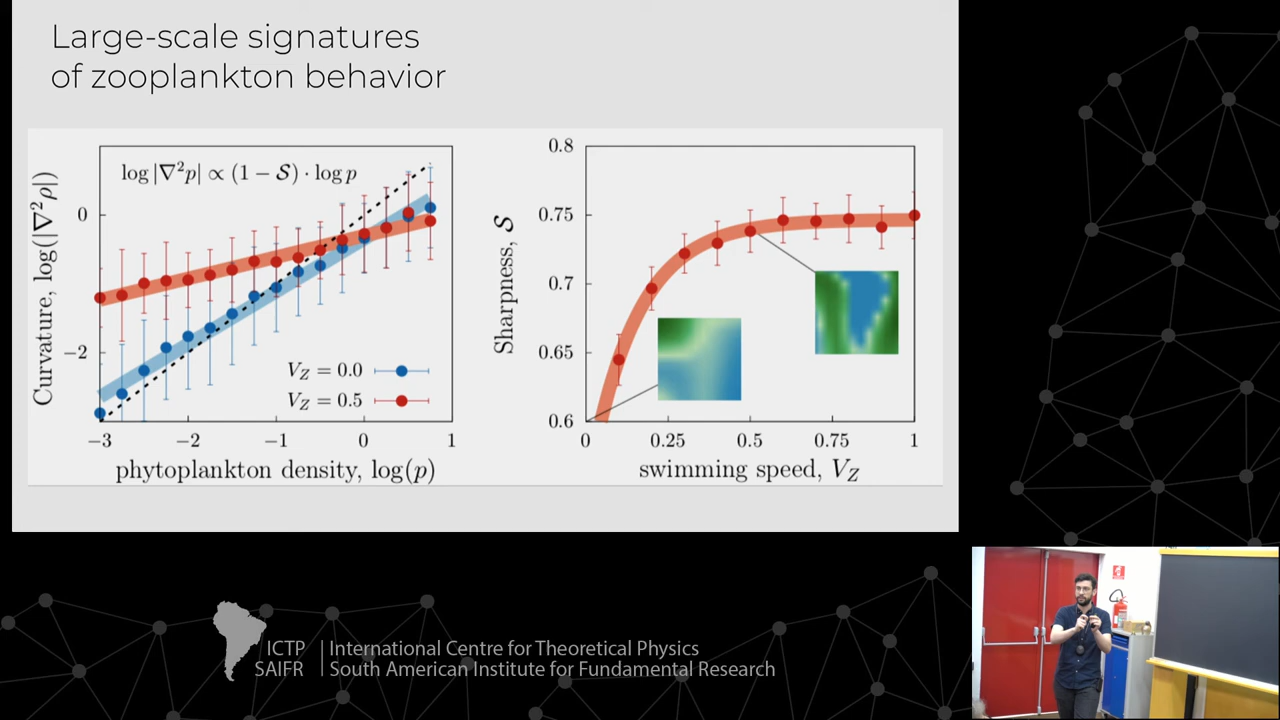 Large-scale signatures
of zooplankton behavior
log|∇²p| ∝ (1 − S) · log p
Curvature, log(|∇²ρ|)
0
−2
V_Z = 0.0
V_Z = 0.5
−3
−2
−1
0
1
phytoplankton density, log(p)
Sharpness, S
0.8
0.75
0.7
0.65
0.6
0
0.25
0.5
0.75
1
swimming speed, V_Z
ICTP
SAIFR
International Centre for Theoretical Physics
South American Institute for Fundamental Research